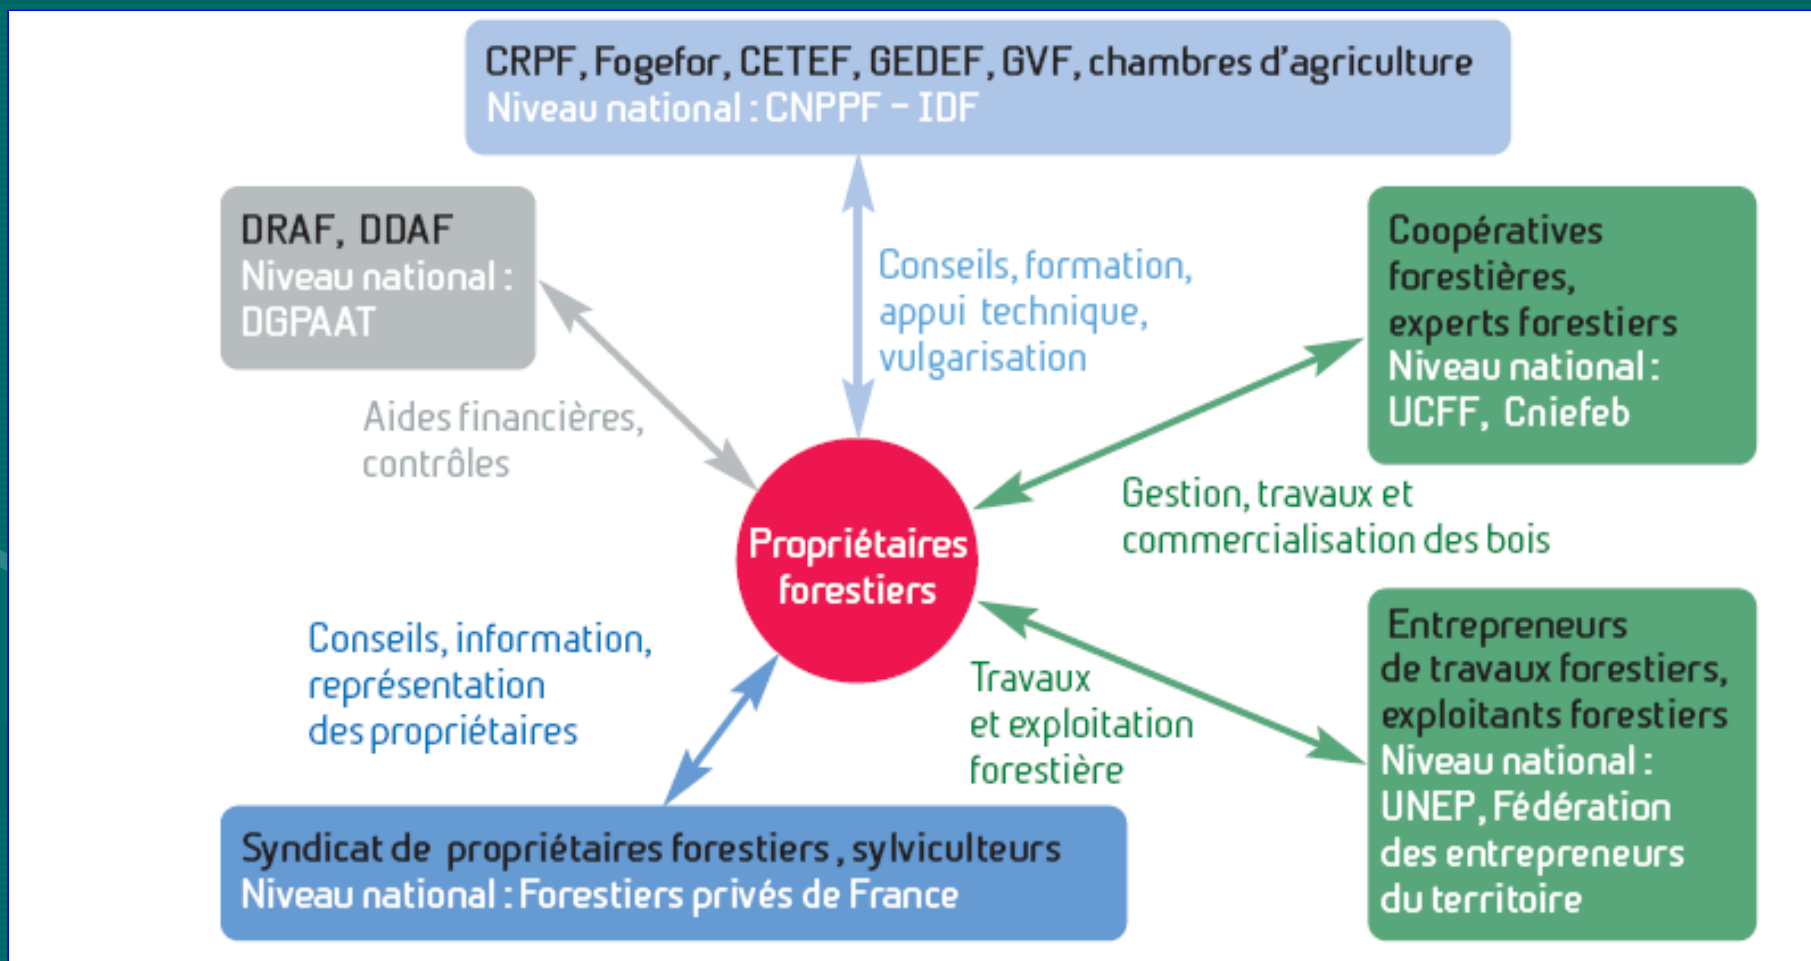 CRPF, Fogefor, CETEF, GEDEF, GVF, chambres d'agriculture
Niveau national : CNPPF – IDF
DRAF, DDAF
Niveau national :
DGPAAT
Aides financières,
contrôles
Conseils, formation,
appui technique,
vulgarisation
Coopératives
forestières,
experts forestiers
Niveau national :
UCFF, Cniefeb
Gestion, travaux et
commercialisation des bois
Propriétaires
forestiers
Conseils, information,
représentation
des propriétaires
Travaux
et exploitation
forestière
Entrepreneurs
de travaux forestiers,
exploitants forestiers
Niveau national :
UNEP, Fédération
des entrepreneurs
du territoire
Syndicat de propriétaires forestiers , sylviculteurs
Niveau national : Forestiers privés de France